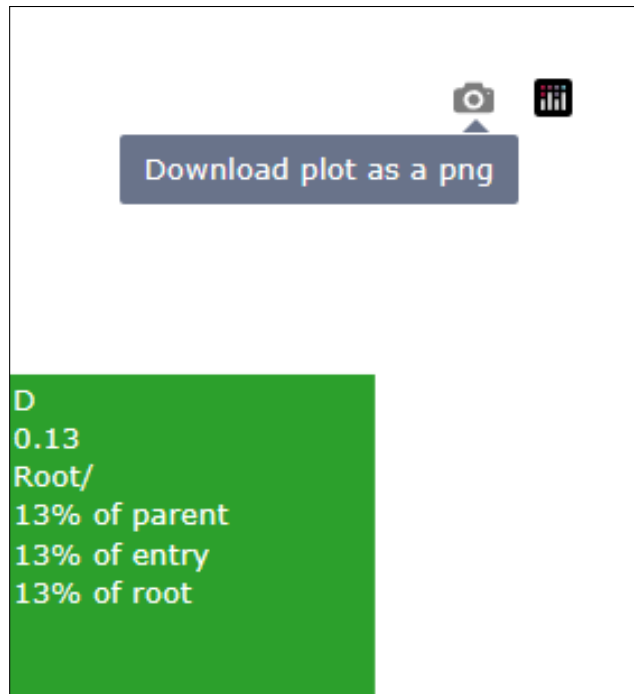 Download plot as a png
D
0.13
Root/
13% of parent
13% of entry
13% of root